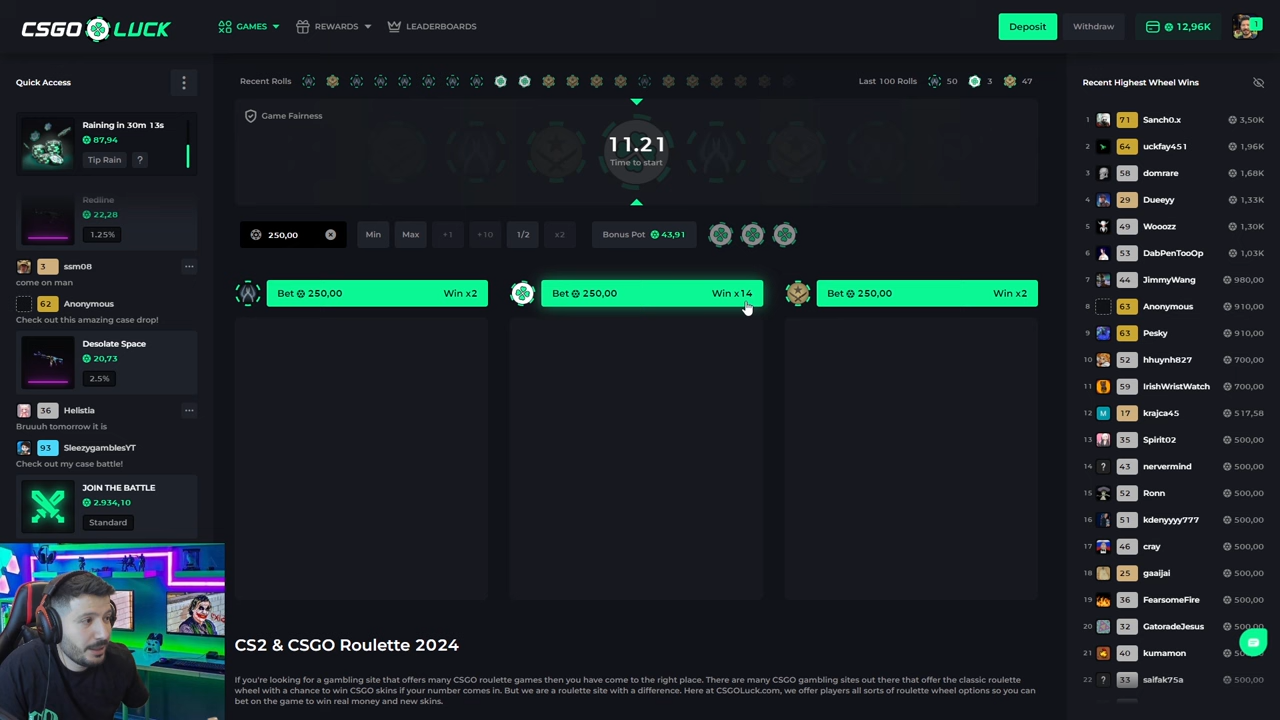 CSGO LUCK
GAMES
REWARDS
LEADERBOARDS
Deposit
Withdraw
12,96K
1
Quick Access
Raining in 30m 13s
87,94
Tip Rain
?
Redline
22,28
1.25%
3 ssm08
come on man
62 Anonymous
Check out this amazing case drop!
Desolate Space
20,73
2.5%
36 Helistia
Bruuuh tomorrow it is
93 SleezygamblesYT
Check out my case battle!
JOIN THE BATTLE
2.934,10
Standard
Recent Rolls
Last 100 Rolls 50 3 47
Game Fairness
11.21
Time to start
250,00 Min Max +1 +10 1/2 x2
Bonus Pot 43,91
Bet 250,00 Win x2
Bet 250,00 Win x14
Bet 250,00 Win x2
CS2 & CSGO Roulette 2024
If you're looking for a gambling site that offers many CSGO roulette games then you have come to the right place. There are many CSGO gambling sites out there that offer the classic roulette
wheel with a chance to win CSGO skins if your number comes in. But we are a roulette site with a difference. Here at CSGOLuck.com, we offer players all sorts of roulette wheel options so you can
bet on the game to win real money and new skins.
Recent Highest Wheel Wins
1 71 Sanch0.x 3,50K
2 64 uckfay451 1,96K
3 58 domrare 1,68K
4 29 Dueeyy 1,33K
5 49 Wooozz 1,30K
6 53 DabPenTooOp 1,03K
7 44 JimmyWang 980,00
8 63 Anonymous 910,00
9 63 Pesky 910,00
10 52 hhuynh827 700,00
11 59 IrishWristWatch 700,00
12 M 17 krajca45 517,58
13 35 Spirit02 500,00
14 ? 43 nervermind 500,00
15 52 Ronn 500,00
16 51 kdenyyyy777 500,00
17 46 cray 500,00
18 25 gaaijai 500,00
19 36 FearsomeFire 500,00
20 32 GatoradeJesus 500,00
21 40 kumamon
22 ? 33 saifak75a 500,00